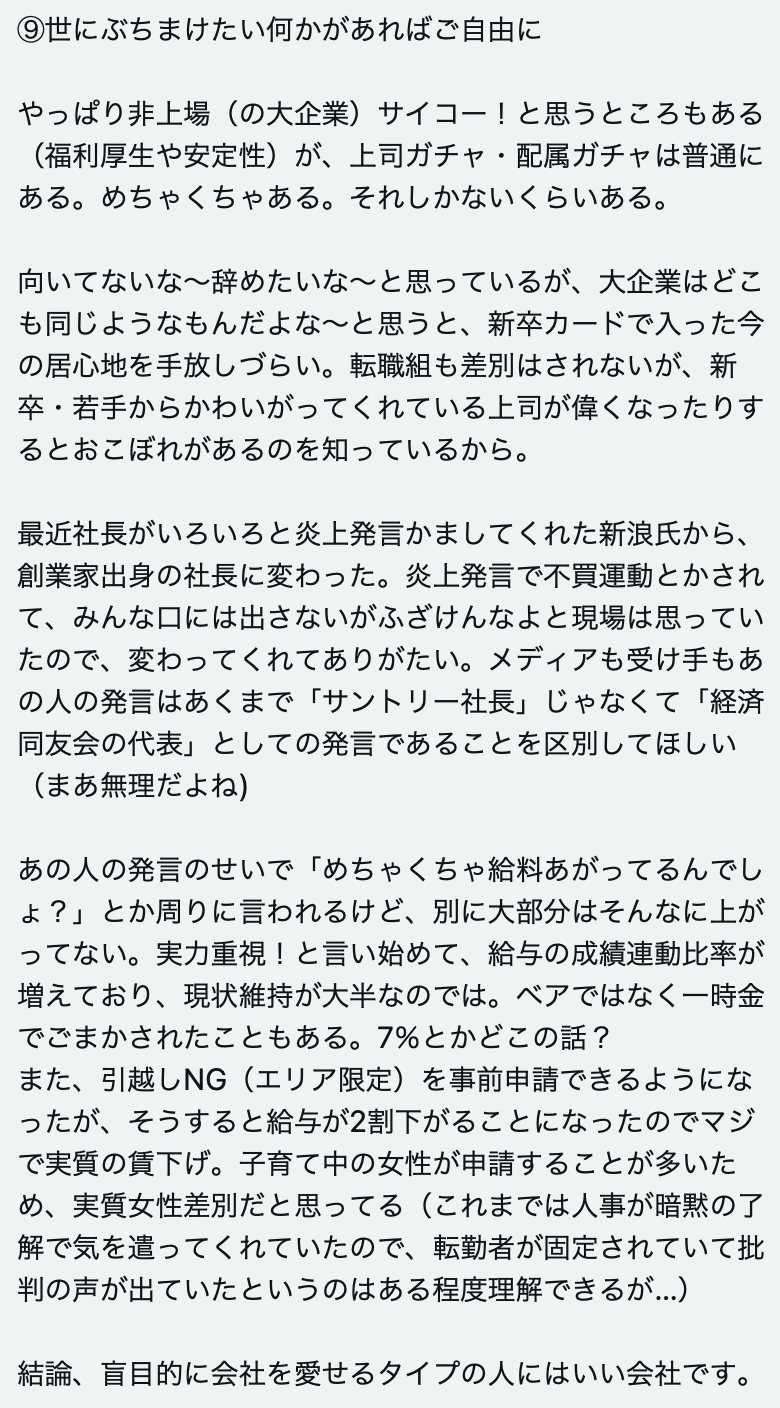 ⑨世にぶちまけたい何かがあればご自由に
やっぱり非上場（の大企業）サイコー！と思うところもある
（福利厚生や安定性）が、上司ガチャ・配属ガチャは普通に
ある。めちゃくちゃある。それしかないくらいある。
向いてないな〜辞めたいな〜と思っているが、大企業はどこ
も同じようなもんだよな〜と思うと、新卒カードで入った今
の居心地を手放しづらい。転職組も差別はされないが、新
卒・若手からかわいがってくれている上司が偉くなったりす
るとおこぼれがあるのを知っているから。
最近社長がいろいろと炎上発言かましてくれた新浪氏から、
創業家出身の社長に変わった。炎上発言で不買運動とかされ
て、みんな口には出さないがふざけんなよと現場は思ってい
たので、変わってくれてありがたい。メディアも受け手もあ
の人の発言はあくまで「サントリー社長」じゃなくて「経済
同友会の代表」としての発言であることを区別してほしい
（まあ無理だよね)
あの人の発言のせいで「めちゃくちゃ給料あがってるんでし
ょ？」とか周りに言われるけど、別に大部分はそんなに上が
ってない。実力重視！と言い始めて、給与の成績連動比率が
増えており、現状維持が大半なのでは。ベアではなく一時金
でごまかされたこともある。7%とかどこの話？
また、引越しNG（エリア限定）を事前申請できるようにな
ったが、そうすると給与が2割下がることになったのでマジ
で実質の賃下げ。子育て中の女性が申請することが多いた
め、実質女性差別だと思ってる（これまでは人事が暗黙の了
解で気を遣ってくれていたので、転勤者が固定されていて批
判の声が出ていたというのはある程度理解できるが...）
結論、盲目的に会社を愛せるタイプの人にはいい会社です。